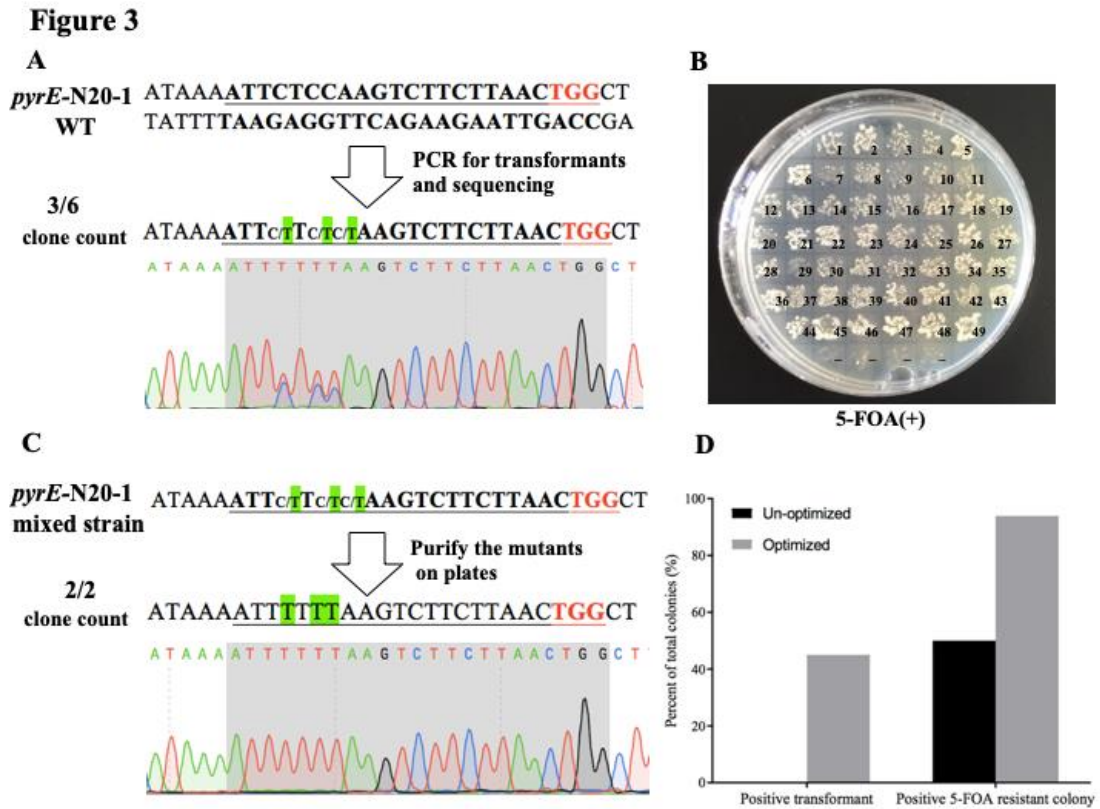 Figure 3
A
pyrE-N20-1
WT
ATAAAATTCTCCAAGTCTTCTTAACTGGCT
TATTTTAAGAGGTTCAGAAGAATTGACCGA
PCR for transformants
and sequencing
3/6
clone count
ATAAAATTC/TTC/TC/TAAGTCTTCTTAACTGGCT
ATAAAATTTTTTAAGTCTTCTTAACTGGCT
B
1 2 3 4 5
6 7 8 9 10 11
12 13 14 15 16 17 18 19
20 21 22 23 24 25 26 27
28 29 30 31 32 33 34 35
36 37 38 39 40 41 42 43
44 45 46 47 48 49
– – – –
5-FOA(+)
C
pyrE-N20-1
mixed strain
ATAAAATTC/TTC/TC/TAAGTCTTCTTAACTGGCT
Purify the mutants
on plates
2/2
clone count
ATAAAATTTTTTAAGTCTTCTTAACTGGCT
ATAAAATTTTTTAAGTCTTCTTAACTGGCT
D
Percent of total colonies (%)
100
80
60
40
20
0
Un-optimized
Optimized
Positive transformant
Positive 5-FOA resistant colony